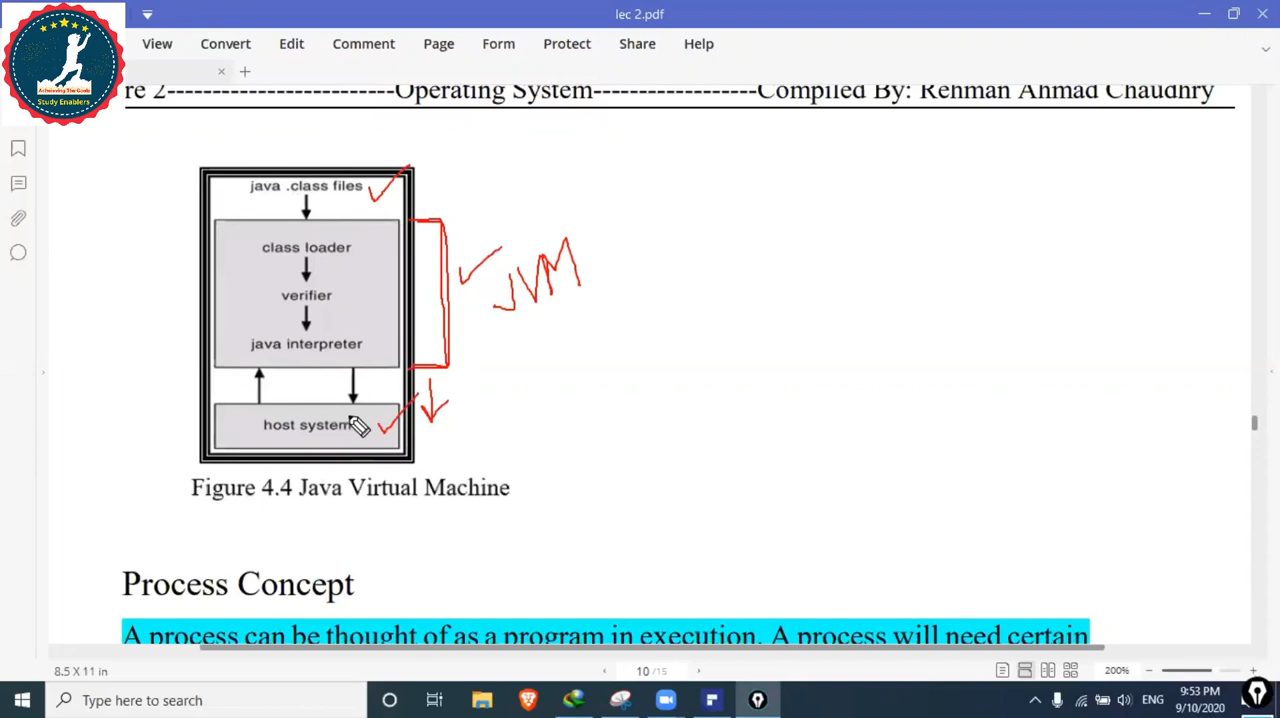 lec 2.pdf
View Convert Edit Comment Page Form Protect Share Help
Acheieving The Goals
Study Enablers
re 2------------------------Operating System-----------------Compiled By: Rehman Ahmad Chaudhry
java .class files
class loader
verifier
java interpreter
host system
JVM
Figure 4.4 Java Virtual Machine
Process Concept
A process can be thought of as a program in execution. A process will need certain
8.5 X 11 in
10 /15
200%
Type here to search
ENG
9:53 PM
9/10/2020